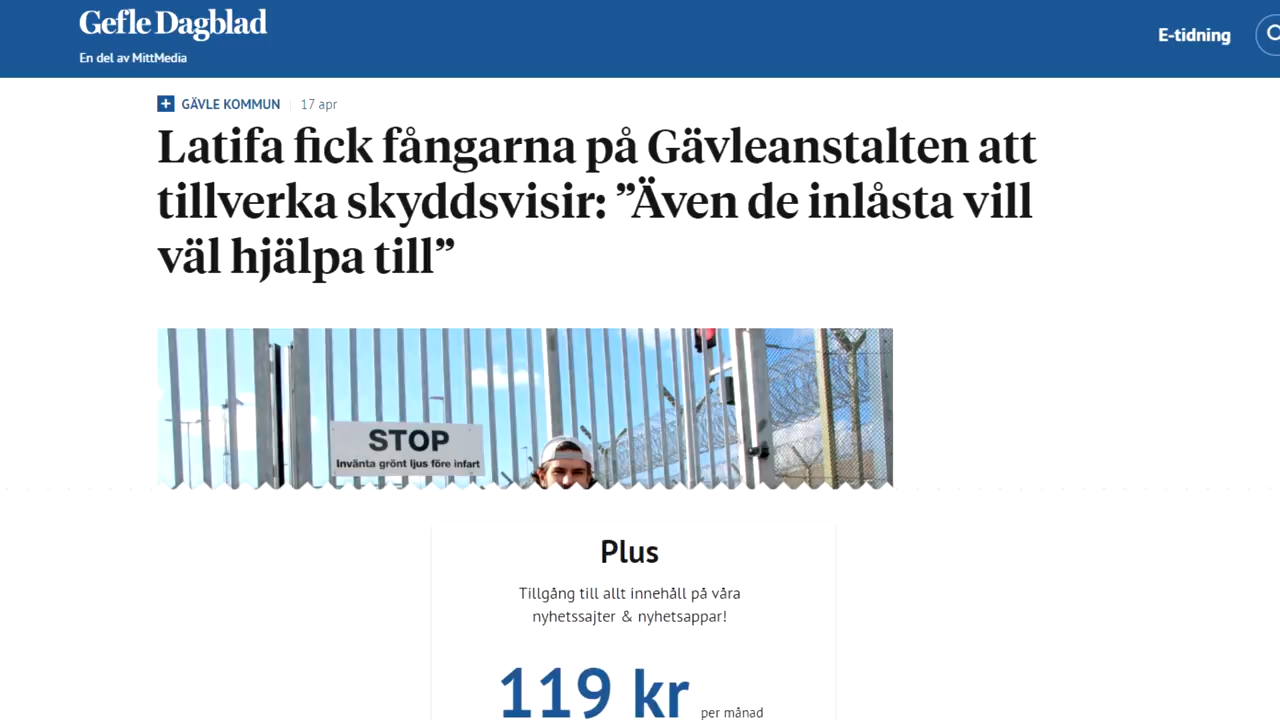 Gefle Dagblad
En del av MittMedia
E-tidning
GÄVLE KOMMUN 17 apr
Latifa fick fångarna på Gävleanstalten att
tillverka skyddsvisir: ”Även de inlåsta vill
väl hjälpa till”
STOP
Invänta grönt ljus före infart
Plus
Tillgång till allt innehåll på våra
nyhetssajter & nyhetsappar!
119 kr per månad